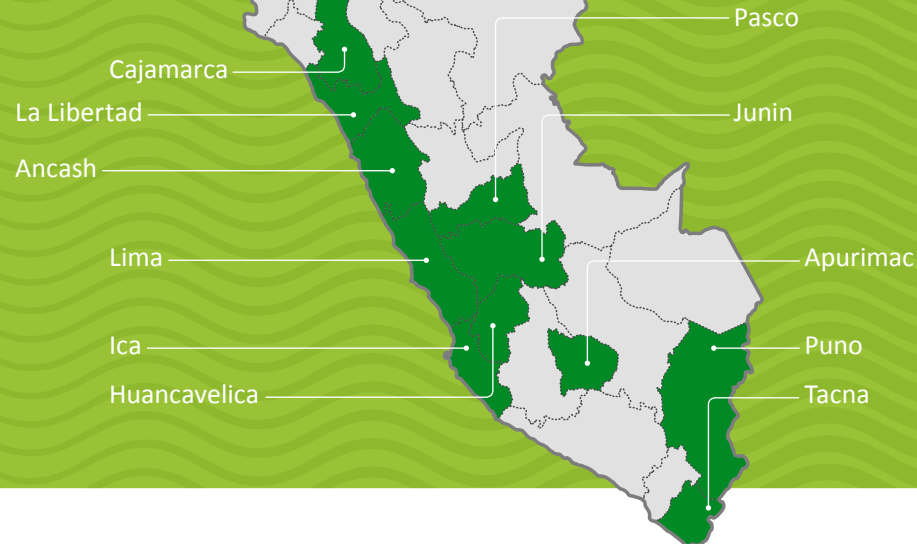 Pasco
Cajamarca
La Libertad
Junin
Ancash
Lima
Apurimac
Ica
Puno
Huancavelica
Tacna